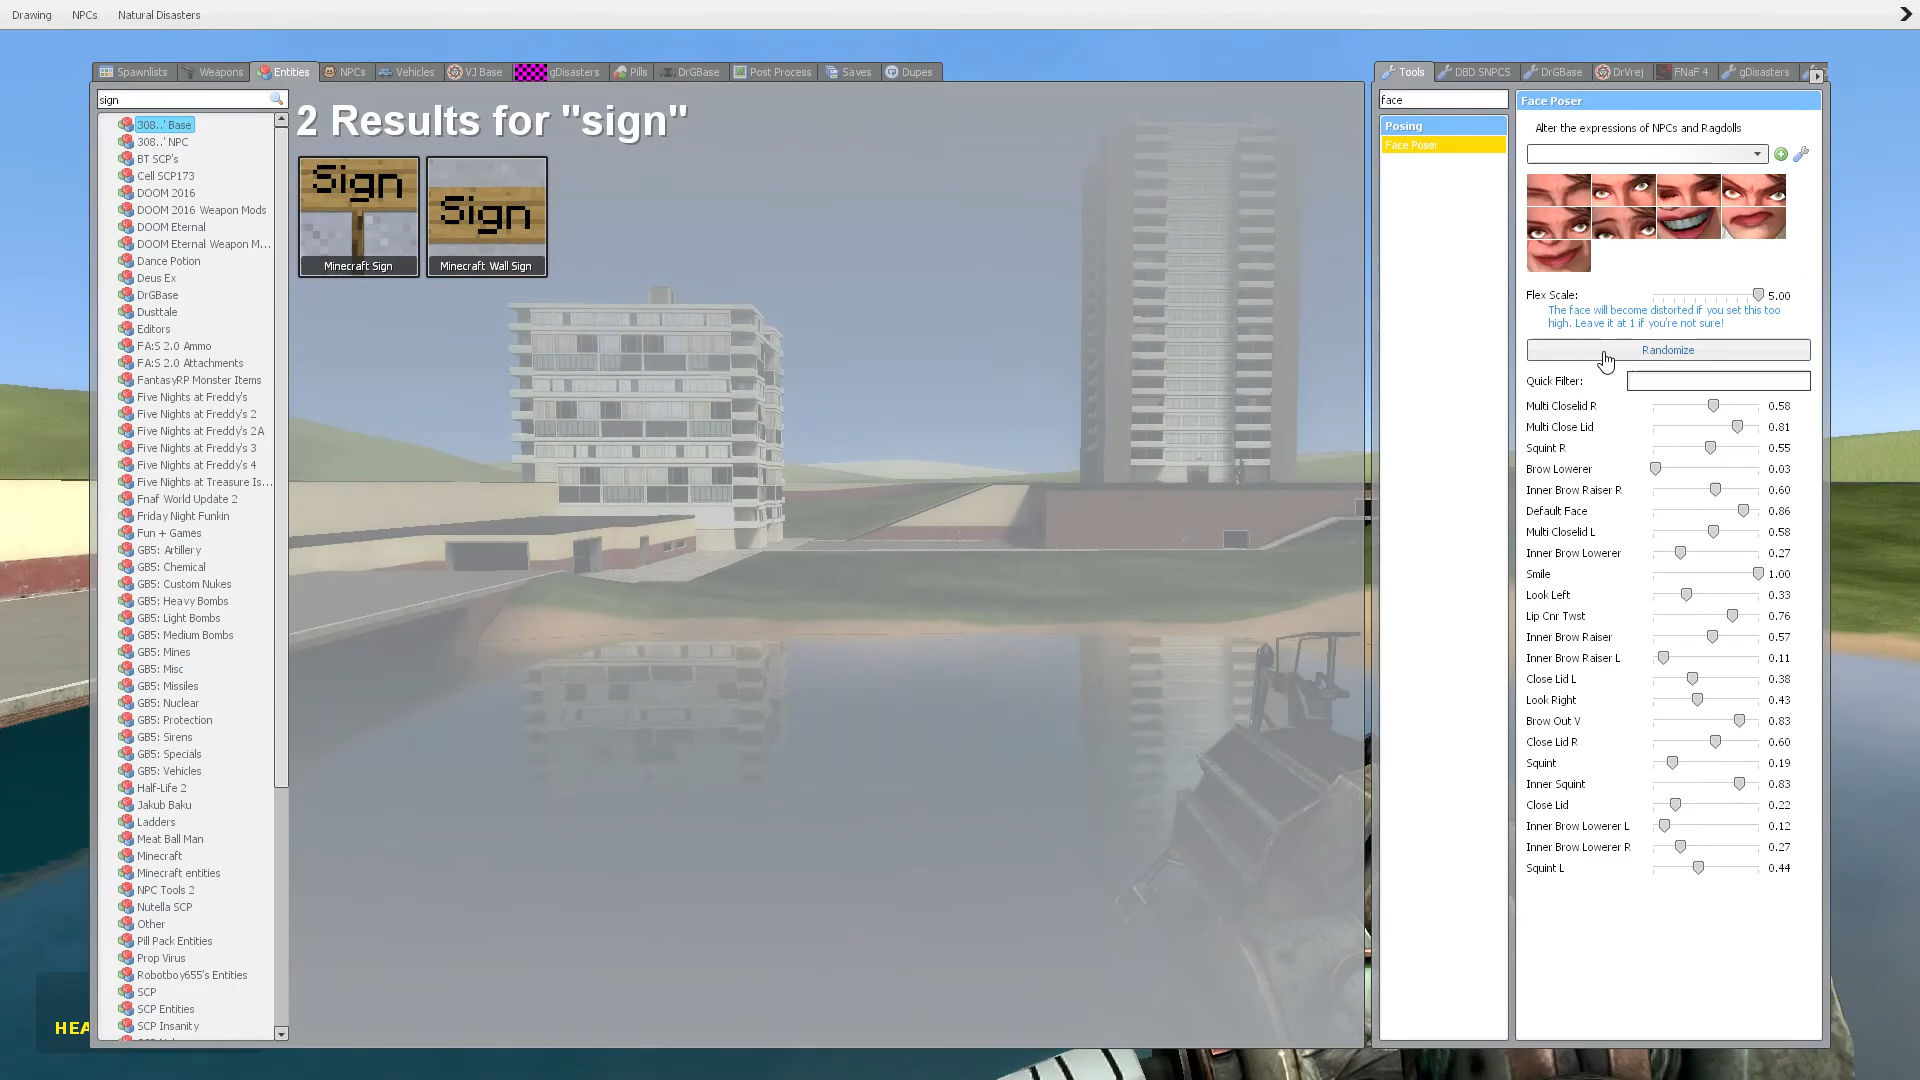 Drawing NPCs Natural Disasters
Spawnlists Weapons Entities NPCs Vehicles VJ Base gDisasters Pills DrGBase Post Process Saves Dupes
Tools DBD SNPCS DrGBase DrVrej FNaF 4 gDisasters
sign
308..' Base
308..' NPC
BT SCP's
Cell SCP173
DOOM 2016
DOOM 2016 Weapon Mods
DOOM Eternal
DOOM Eternal Weapon M...
Dance Potion
Deus Ex
DrGBase
Dusttale
Editors
FA:S 2.0 Ammo
FA:S 2.0 Attachments
FantasyRP Monster Items
Five Nights at Freddy's
Five Nights at Freddy's 2
Five Nights at Freddy's 2A
Five Nights at Freddy's 3
Five Nights at Freddy's 4
Five Nights at Treasure Is...
Fnaf World Update 2
Friday Night Funkin
Fun + Games
GB5: Artillery
GB5: Chemical
GB5: Custom Nukes
GB5: Heavy Bombs
GB5: Light Bombs
GB5: Medium Bombs
GB5: Mines
GB5: Misc
GB5: Missiles
GB5: Nuclear
GB5: Protection
GB5: Sirens
GB5: Specials
GB5: Vehicles
Half-Life 2
Jakub Baku
Ladders
Meat Ball Man
Minecraft
Minecraft entities
NPC Tools 2
Nutella SCP
Other
Pill Pack Entities
Prop Virus
Robotboy655's Entities
SCP
SCP Entities
SCP Insanity
HEA
2 Results for "sign"
Sign
Minecraft Sign
Sign
Minecraft Wall Sign
face
Posing
Face Poser
Face Poser
Alter the expressions of NPCs and Ragdolls
Flex Scale: 5.00
The face will become distorted if you set this too
high. Leave it at 1 if you're not sure!
Randomize
Quick Filter:
Multi Closelid R 0.58
Multi Close Lid 0.81
Squint R 0.55
Brow Lowerer 0.03
Inner Brow Raiser R 0.60
Default Face 0.86
Multi Closelid L 0.58
Inner Brow Lowerer 0.27
Smile 1.00
Look Left 0.33
Lip Cnr Twst 0.76
Inner Brow Raiser 0.57
Inner Brow Raiser L 0.11
Close Lid L 0.38
Look Right 0.43
Brow Out V 0.83
Close Lid R 0.60
Squint 0.19
Inner Squint 0.83
Close Lid 0.22
Inner Brow Lowerer L 0.12
Inner Brow Lowerer R 0.27
Squint L 0.44